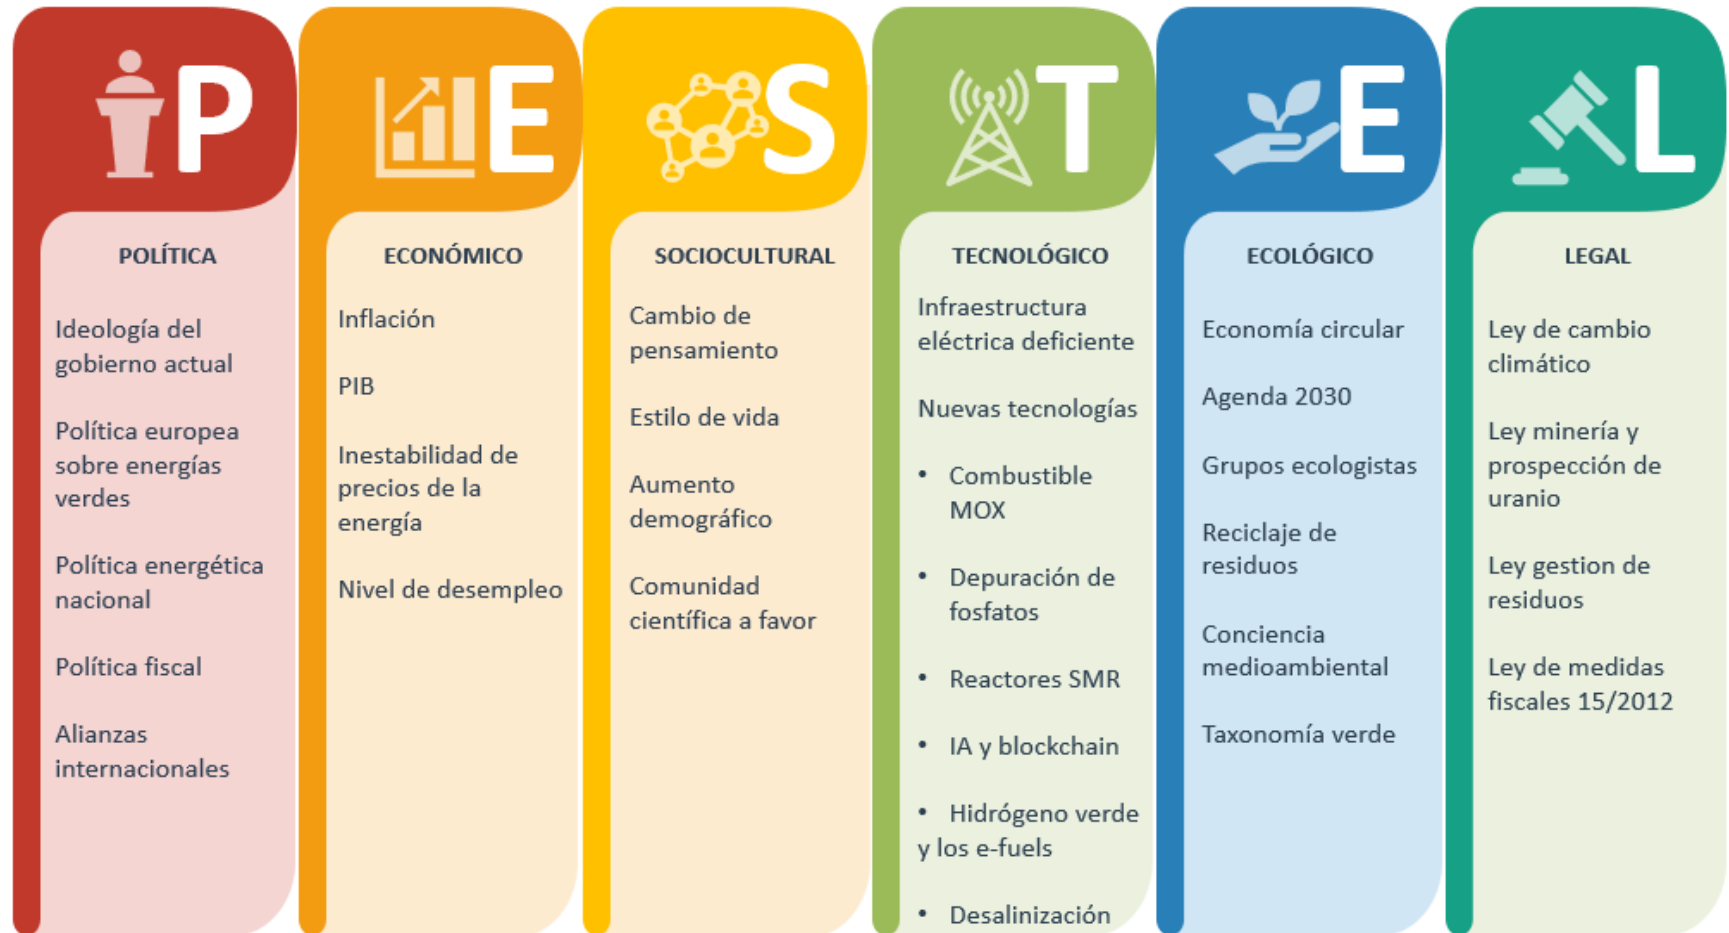 P
POLÍTICA
Ideología del
gobierno actual
Política europea
sobre energías
verdes
Política energética
nacional
Política fiscal
Alianzas
internacionales
E
ECONÓMICO
Inflación
PIB
Inestabilidad de
precios de la
energía
Nivel de desempleo
S
SOCIOCULTURAL
Cambio de
pensamiento
Estilo de vida
Aumento
demográfico
Comunidad
científica a favor
T
TECNOLÓGICO
Infraestructura
eléctrica deficiente
Nuevas tecnologías
• Combustible
MOX
• Depuración de
fosfatos
• Reactores SMR
• IA y blockchain
• Hidrógeno verde
y los e-fuels
• Desalinización
E
ECOLÓGICO
Economía circular
Agenda 2030
Grupos ecologistas
Reciclaje de
residuos
Conciencia
medioambiental
Taxonomía verde
L
LEGAL
Ley de cambio
climático
Ley minería y
prospección de
uranio
Ley gestion de
residuos
Ley de medidas
fiscales 15/2012